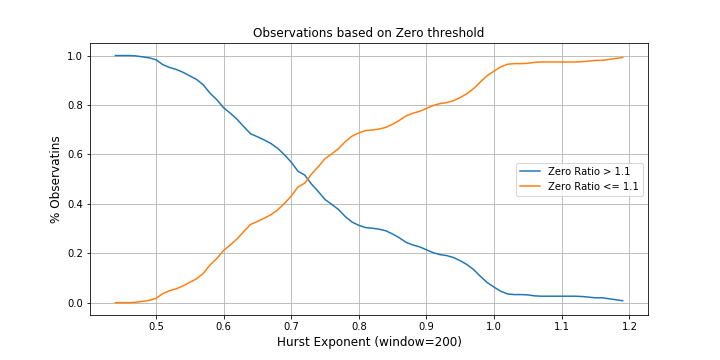 Observations based on Zero threshold
1.0
0.8
0.6
0.4
0.2
0.0
% Observatins
Zero Ratio > 1.1
Zero Ratio <= 1.1
0.5 0.6 0.7 0.8 0.9 1.0 1.1 1.2
Hurst Exponent (window=200)